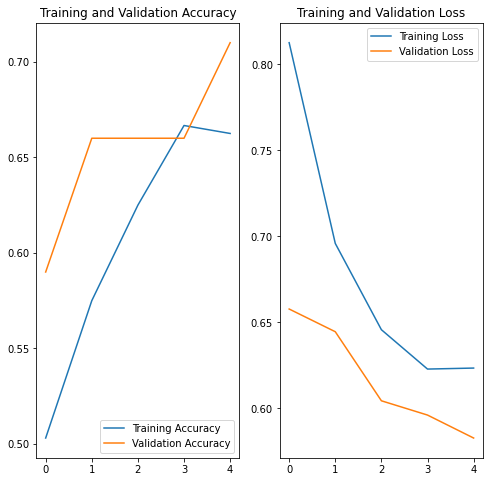 Training and Validation Accuracy
0.70
0.65
0.60
0.55
0.50
0 1 2 3 4
Training Accuracy
Validation Accuracy
Training and Validation Loss
0.80
0.75
0.70
0.65
0.60
0 1 2 3 4
Training Loss
Validation Loss